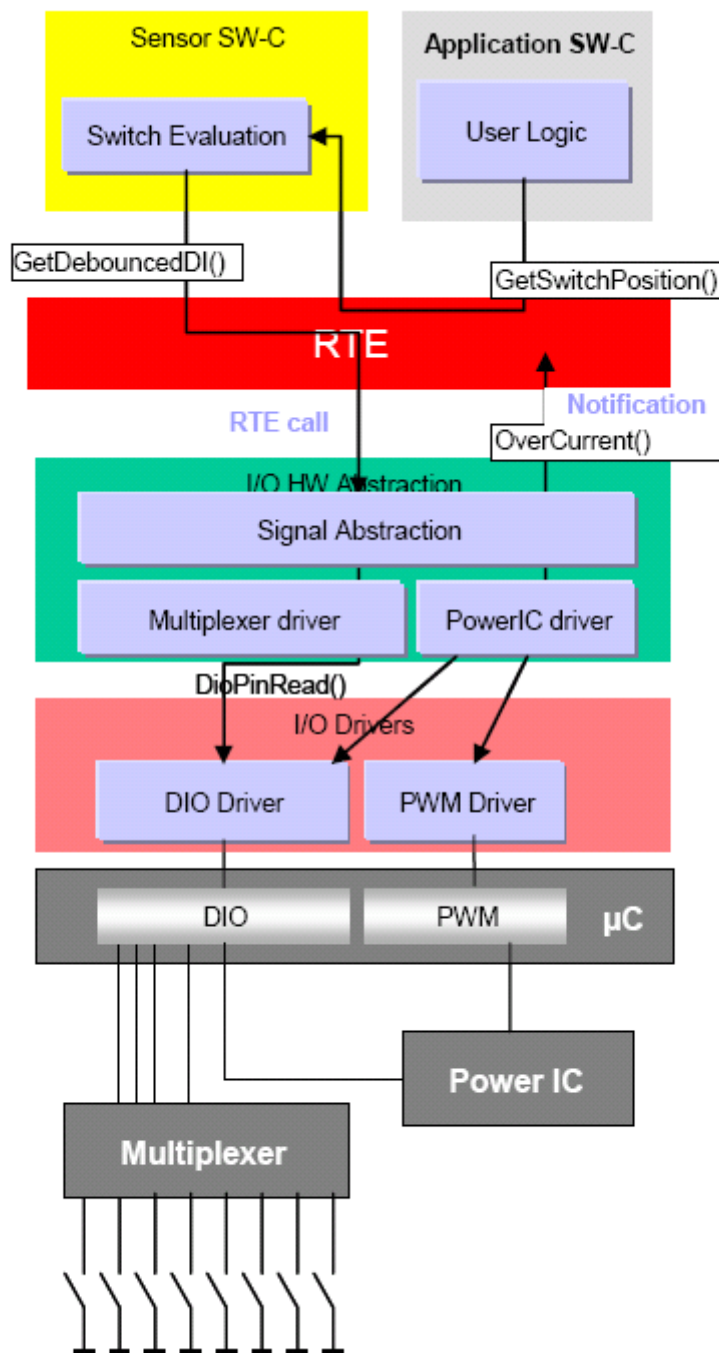 Sensor SW-C
Application SW-C
Switch Evaluation
User Logic
GetDebouncedDI()
GetSwitchPosition()
RTE
RTE call
Notification
OverCurrent()
I/O HW Abstraction
Signal Abstraction
Multiplexer driver
PowerIC driver
DioPinRead()
I/O Drivers
DIO Driver
PWM Driver
DIO
PWM
µC
Power IC
Multiplexer